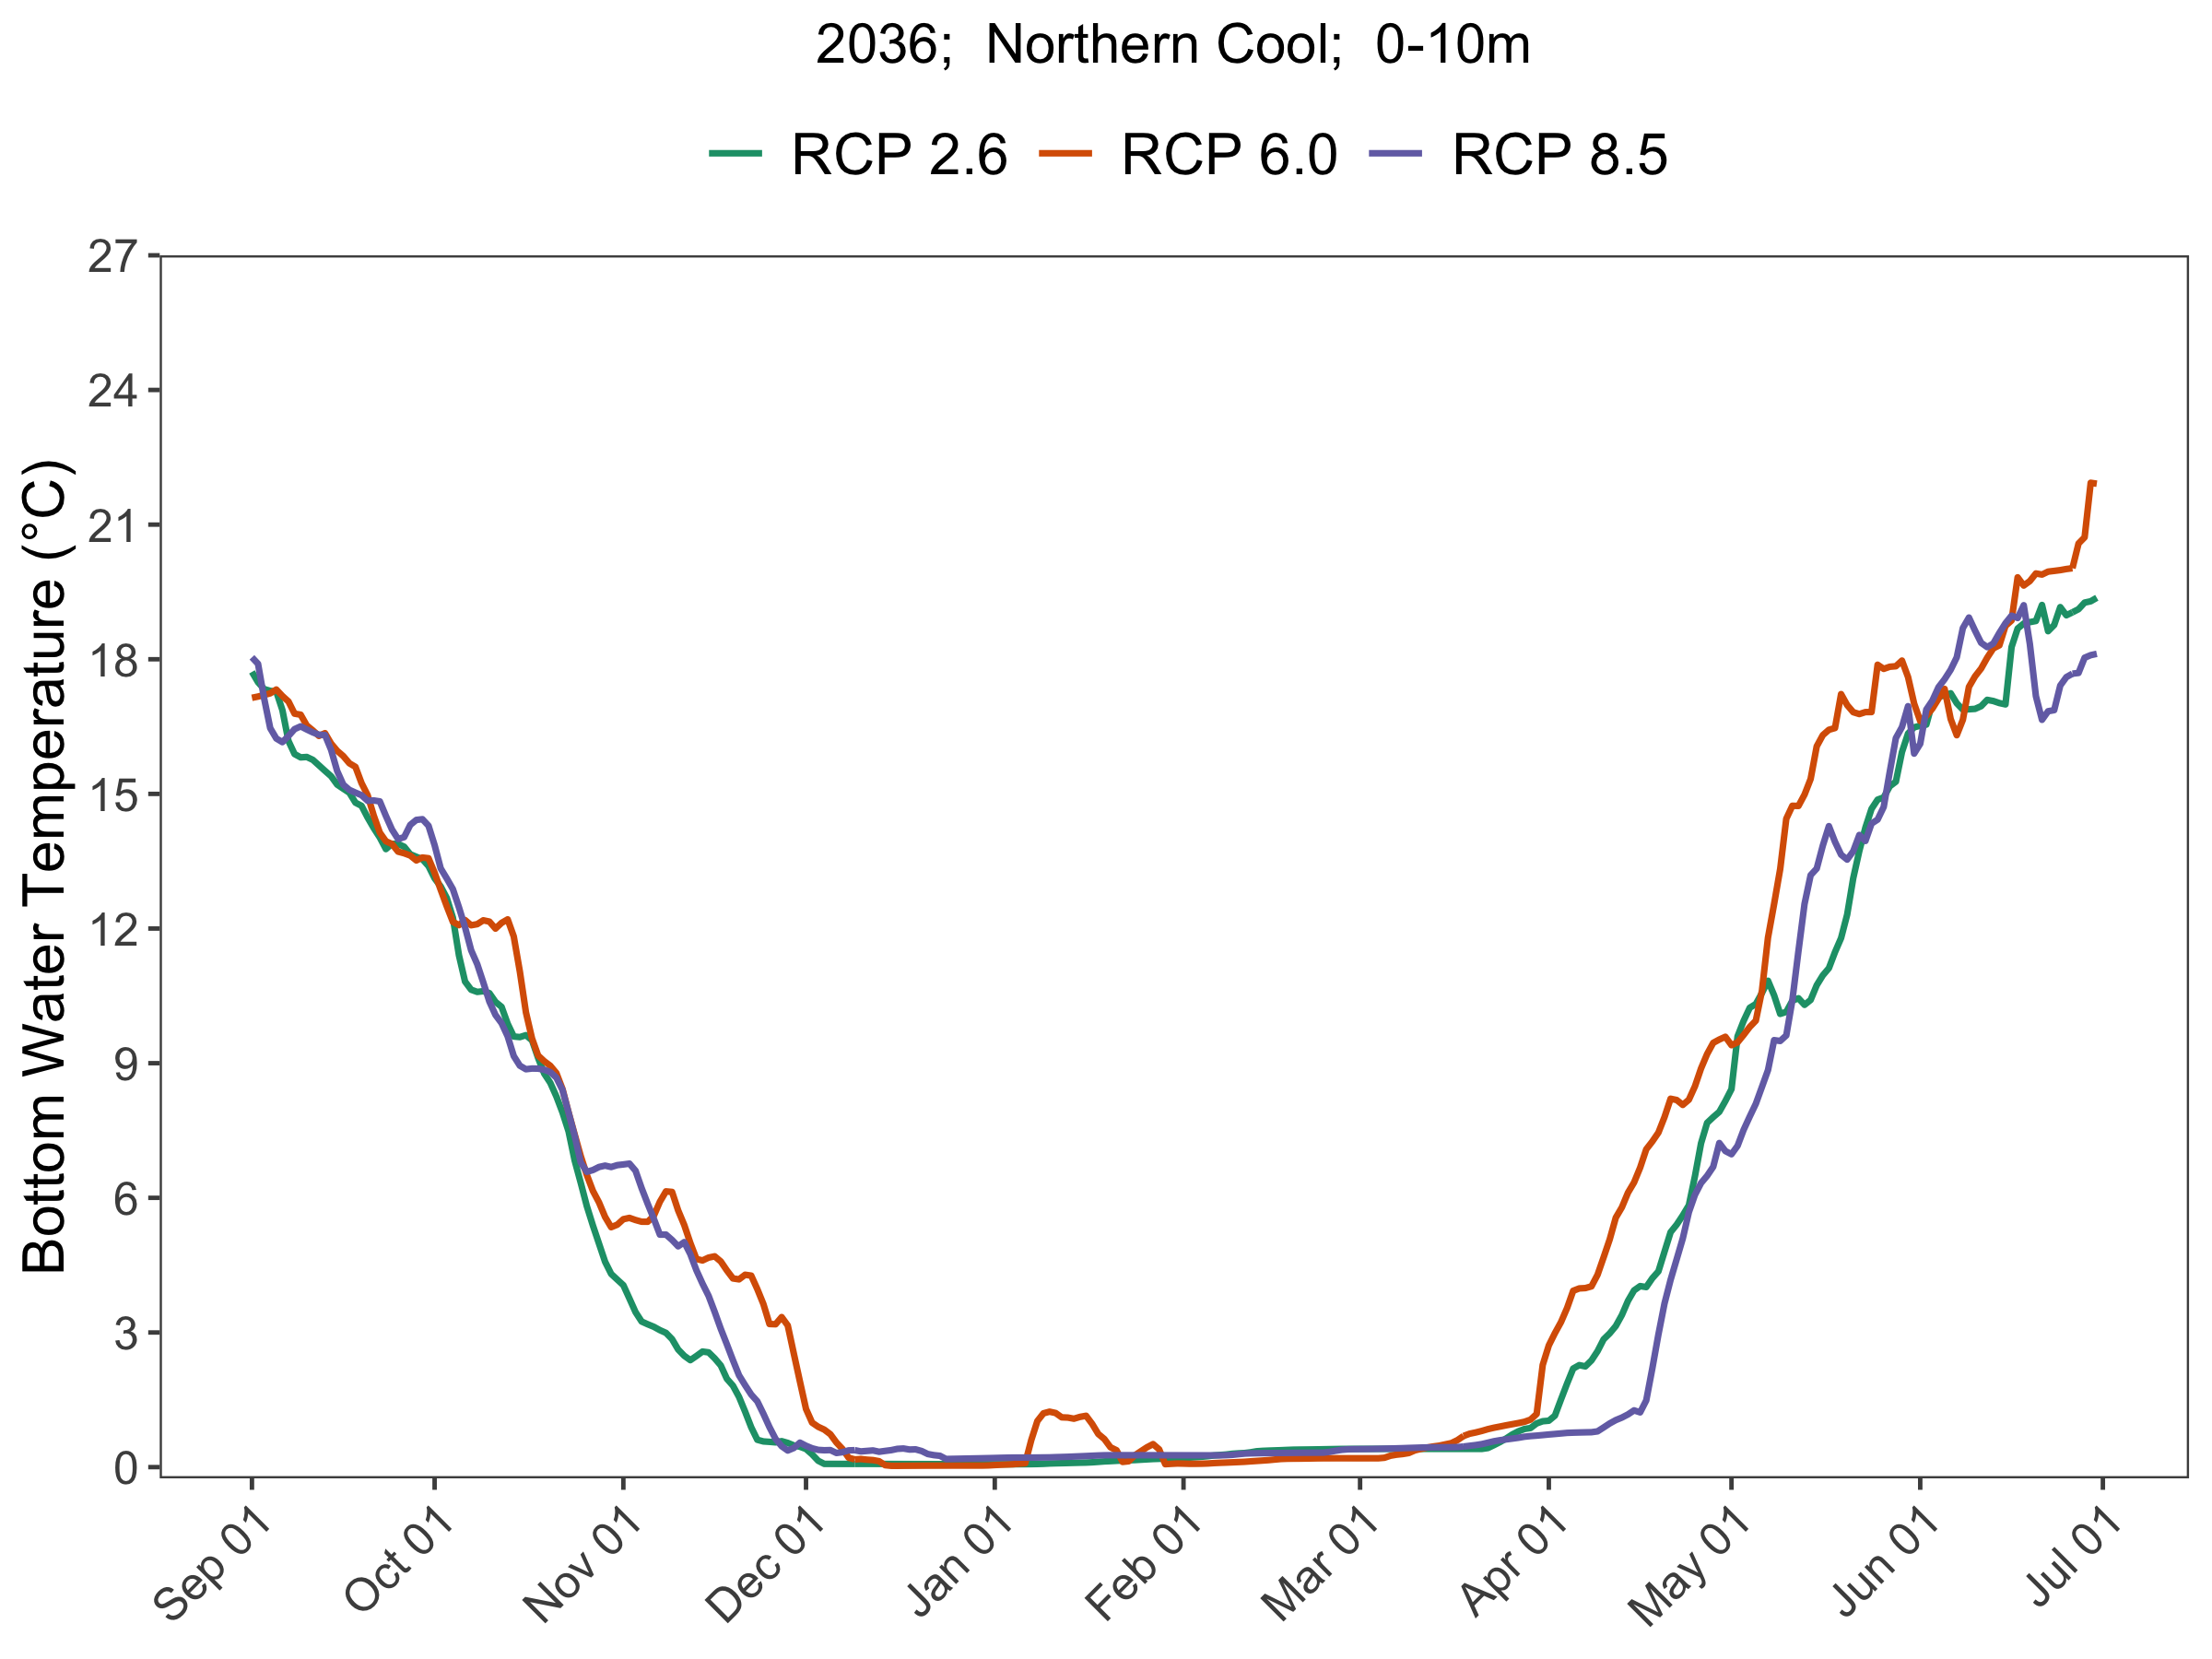 2036;  Northern Cool;  0-10m
RCP 2.6 RCP 6.0 RCP 8.5
Bottom Water Temperature (°C)
27
24
21
18
15
12
9
6
3
0
Sep 01 Oct 01 Nov 01 Dec 01 Jan 01 Feb 01 Mar 01 Apr 01 May 01 Jun 01 Jul 01